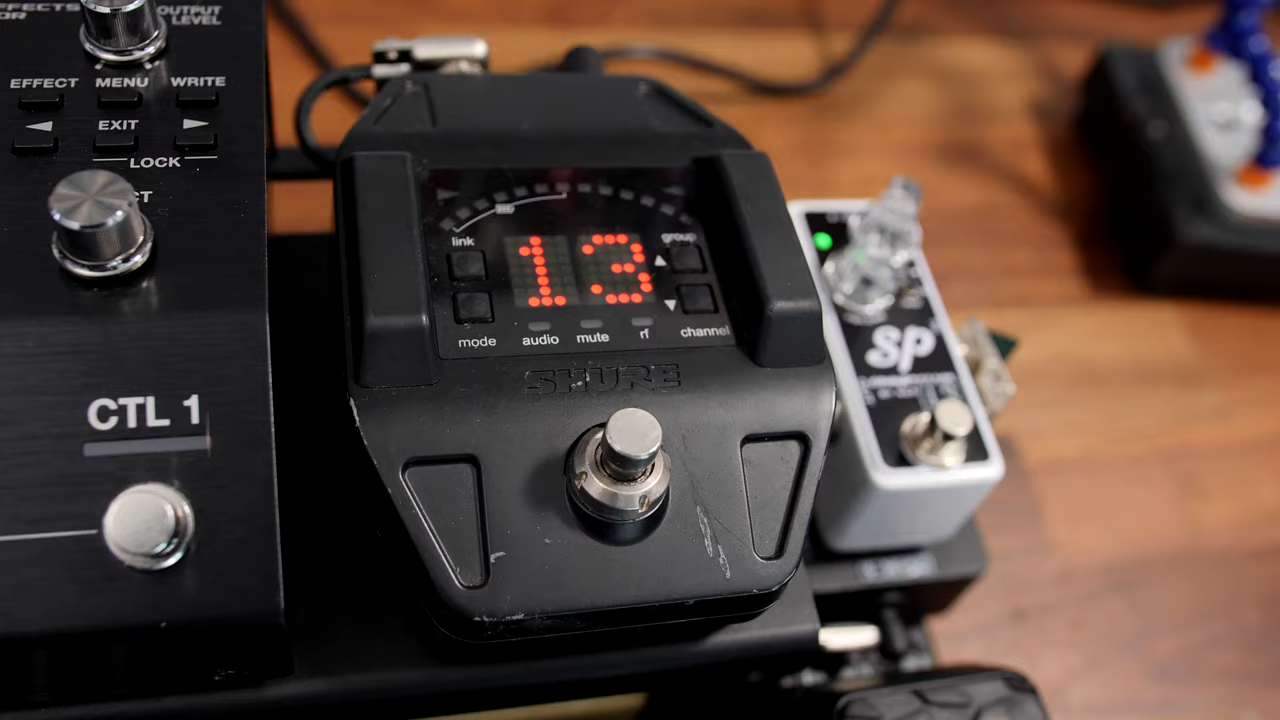 OUTPUT
LEVEL
EFFECT MENU WRITE
EXIT
LOCK
CTL 1
link
group
13
mode
audio
mute
rf
channel
SHURE
sp